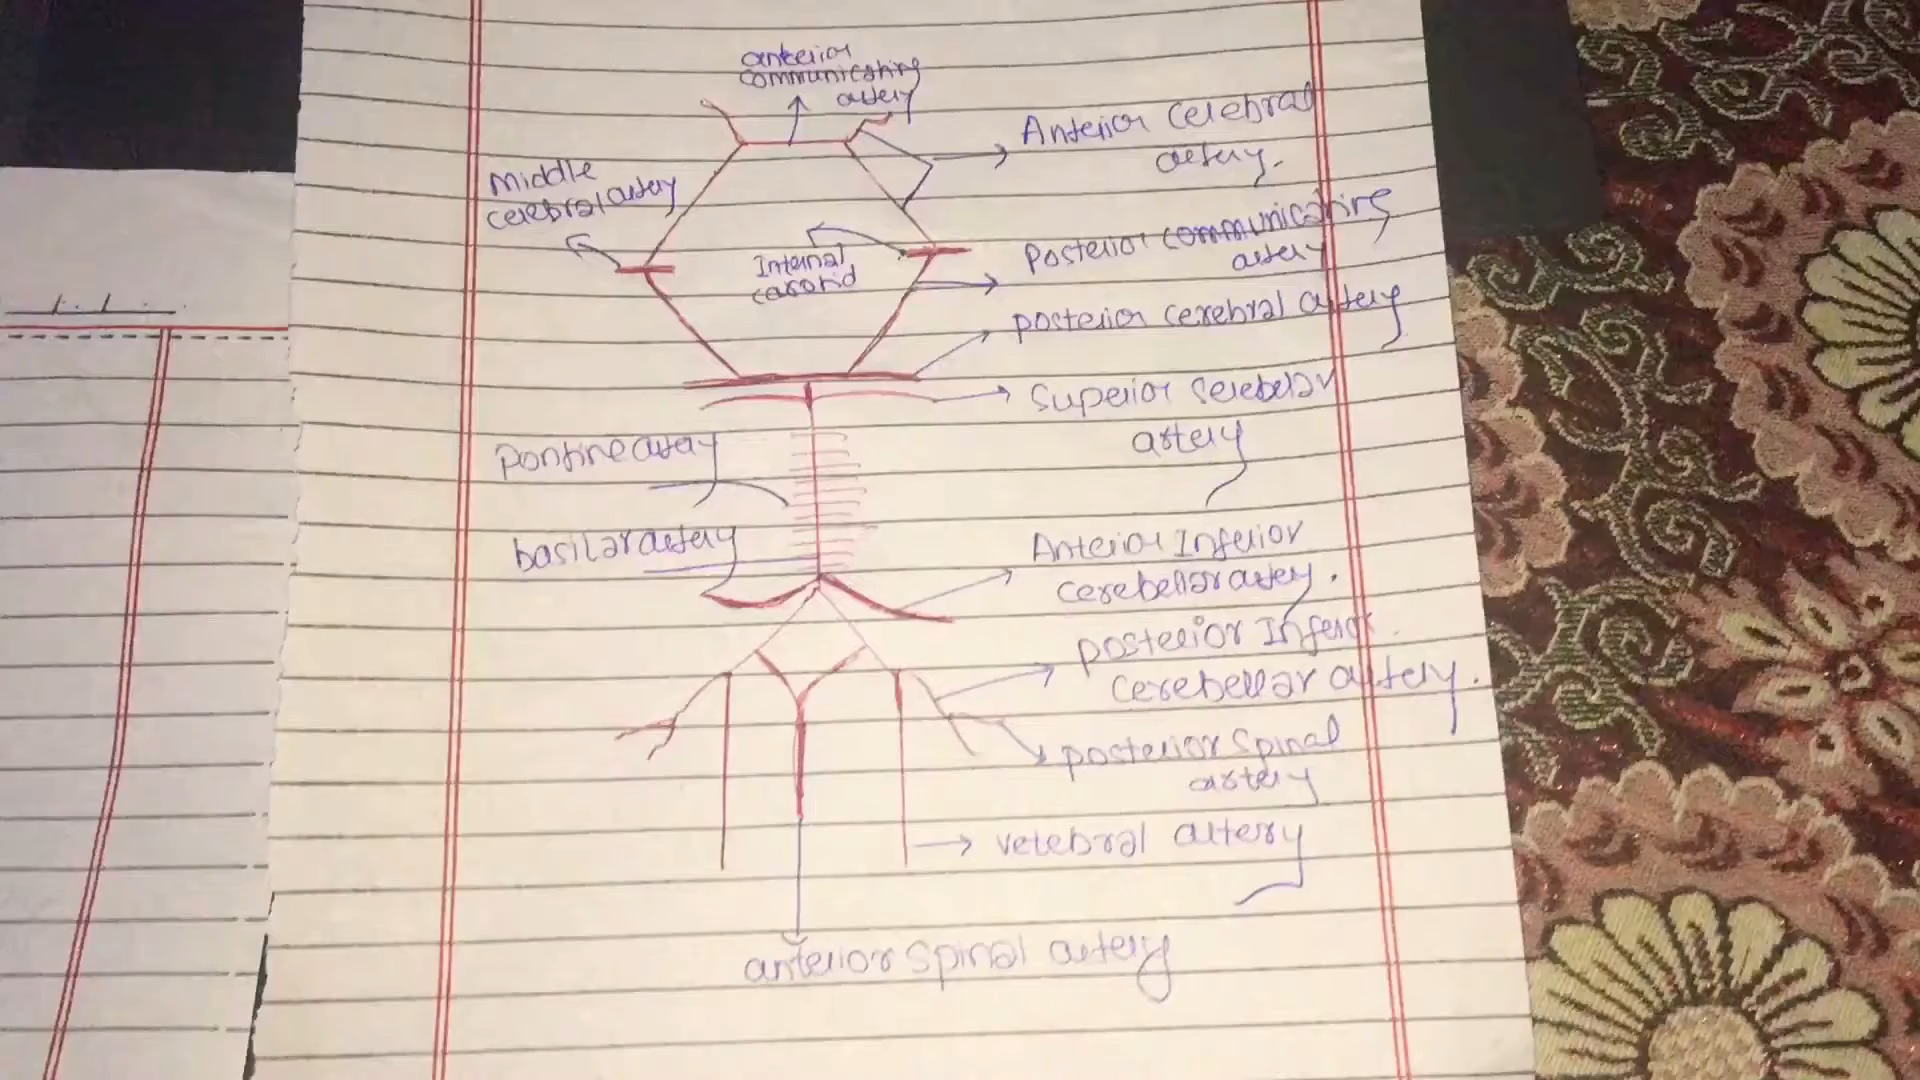 anterior
communicating
artery
Anterior cerebral
artery.
Middle
cerebral artery
Posterior communicating
artery
Internal
carotid
posterior cerebral artery
Superior serebelar
artery
Pontine artery
basilar artery
Anterior Inferior
cerebellar artery.
posterior Inferor
cerebellar artery.
posterior spinal
artery
vetebral artery
anterior spinal artery